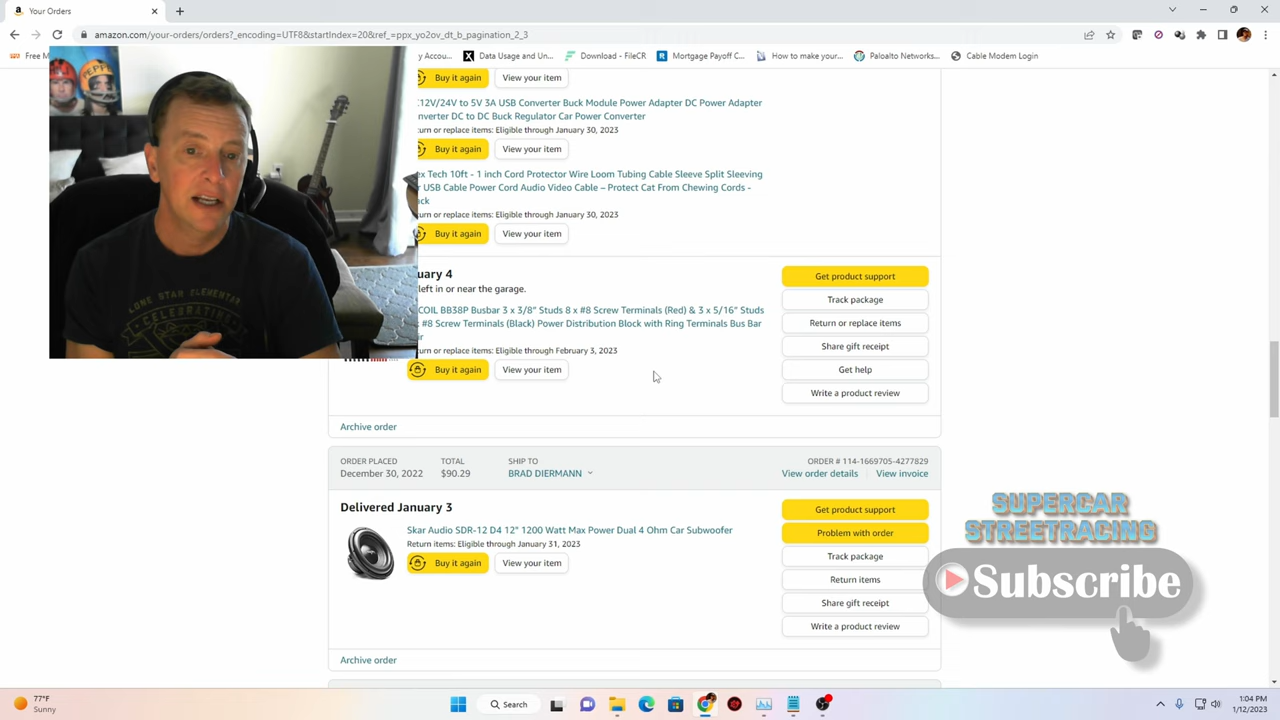 Your Orders
amazon.com/your-orders/orders?_encoding=UTF8&startIndex=20&ref_=ppx_yo2ov_dt_b_pagination_2_3
Free M
y Accou...
Data Usage and Un...
Download - FileCR
Mortgage Payoff C...
How to make your...
Paloalto Networks...
Cable Modem Login
PEPPE
Buy it again
View your item
12V/24V to 5V 3A USB Converter Buck Module Power Adapter DC Power Adapter
nverter DC to DC Buck Regulator Car Power Converter
urn or replace items: Eligible through January 30, 2023
Buy it again
View your item
ex Tech 10ft - 1 inch Cord Protector Wire Loom Tubing Cable Sleeve Split Sleeving
r USB Cable Power Cord Audio Video Cable – Protect Cat From Chewing Cords -
ck
urn or replace items: Eligible through January 30, 2023
Buy it again
View your item
uary 4
left in or near the garage.
COIL BB38P Busbar 3 x 3/8" Studs 8 x #8 Screw Terminals (Red) & 3 x 5/16" Studs
#8 Screw Terminals (Black) Power Distribution Block with Ring Terminals Bus Bar
ir
urn or replace items: Eligible through February 3, 2023
Buy it again
View your item
Get product support
Track package
Return or replace items
Share gift receipt
Get help
Write a product review
LONE STAR ELEMENTAR
CELEBRATING
Archive order
ORDER PLACED
December 30, 2022
TOTAL
$90.29
SHIP TO
BRAD DIERMANN
ORDER # 114-1669705-4277829
View order details
View invoice
Delivered January 3
Skar Audio SDR-12 D4 12" 1200 Watt Max Power Dual 4 Ohm Car Subwoofer
Return items: Eligible through January 31, 2023
Buy it again
View your item
Get product support
Problem with order
Track package
Return items
Share gift receipt
Write a product review
SUPERCAR
STREETRACING
Subscribe
Archive order
77°F
Sunny
Search
1:04 PM
1/12/2023